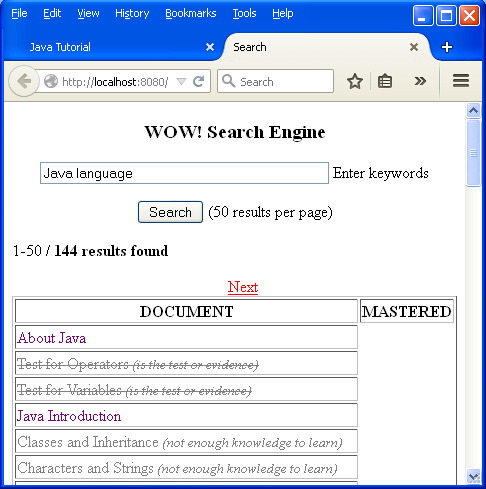 File Edit View History Bookmarks Tools Help
Java Tutorial Search
http://localhost:8080/ Search
WOW! Search Engine
Java language Enter keywords
Search (50 results per page)
1-50 / 144 results found
Next
DOCUMENT MASTERED
About Java
Test for Operators (is the test or evidence)
Test for Variables (is the test or evidence)
Java Introduction
Classes and Inheritance (not enough knowledge to learn)
Characters and Strings (not enough knowledge to learn)